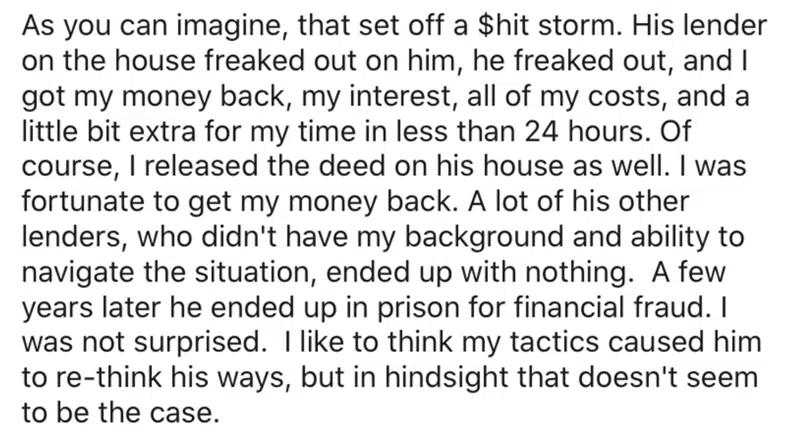 As you can imagine, that set off a $hit storm. His lender
on the house freaked out on him, he freaked out, and I
got my money back, my interest, all of my costs, and a
little bit extra for my time in less than 24 hours. Of
course, I released the deed on his house as well. I was
fortunate to get my money back. A lot of his other
lenders, who didn't have my background and ability to
navigate the situation, ended up with nothing.  A few
years later he ended up in prison for financial fraud. I
was not surprised.  I like to think my tactics caused him
to re-think his ways, but in hindsight that doesn't seem
to be the case.